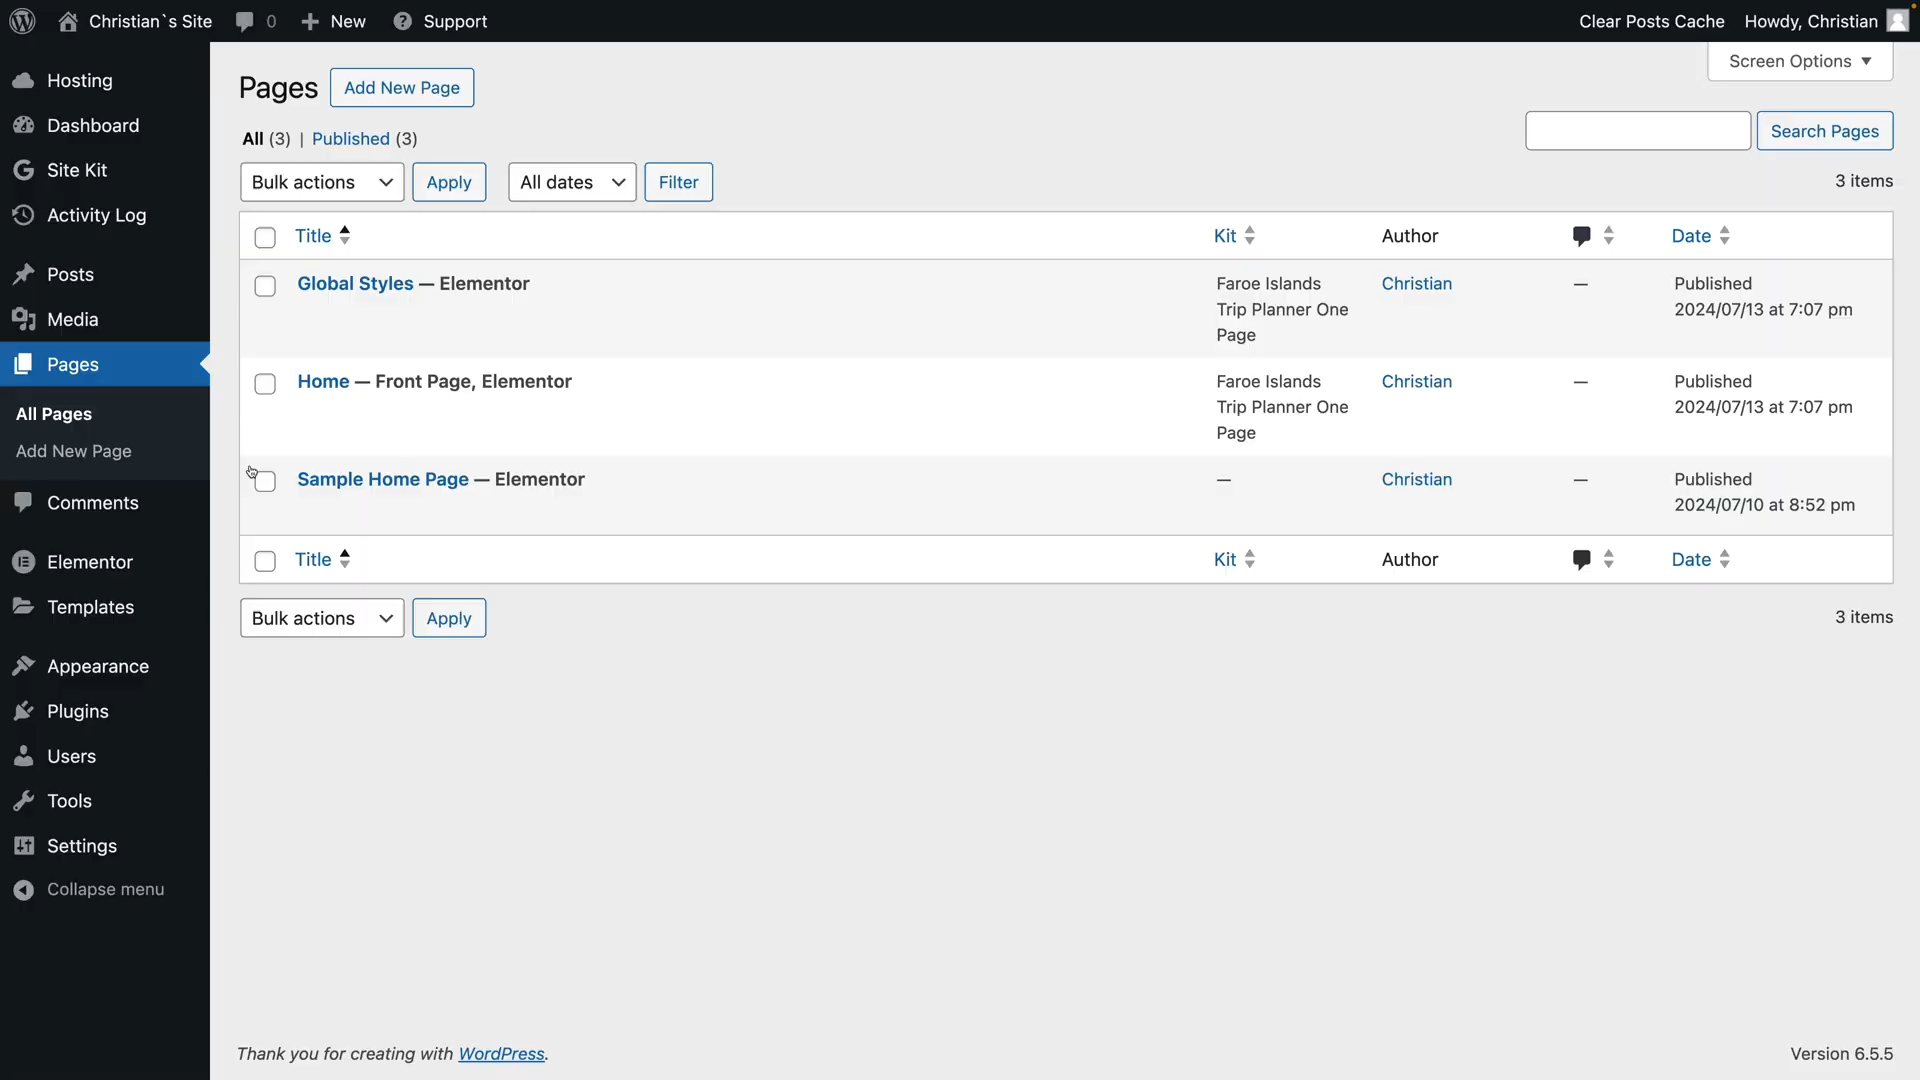 Christian`s Site 0 New Support Clear Posts Cache Howdy, Christian
Hosting
Dashboard
Site Kit
Activity Log
Posts
Media
Pages
All Pages
Add New Page
Comments
Elementor
Templates
Appearance
Plugins
Users
Tools
Settings
Collapse menu
Screen Options ▼
Pages Add New Page
All (3) | Published (3)
Search Pages
Bulk actions Apply All dates Filter 3 items
Title Kit Author Date
Global Styles — Elementor Faroe Islands Christian — Published
Trip Planner One 2024/07/13 at 7:07 pm
Page
Home — Front Page, Elementor Faroe Islands Christian — Published
Trip Planner One 2024/07/13 at 7:07 pm
Page
Sample Home Page — Elementor — Christian — Published
2024/07/10 at 8:52 pm
Title Kit Author Date
Bulk actions Apply 3 items
Thank you for creating with WordPress. Version 6.5.5